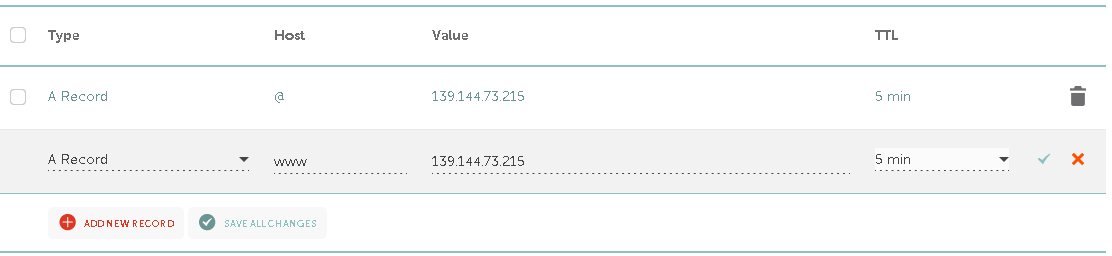 Type Host Value TTL
A Record @ 139.144.73.215 5 min
A Record www 139.144.73.215 5 min
ADD NEW RECORD SAVE ALL CHANGES